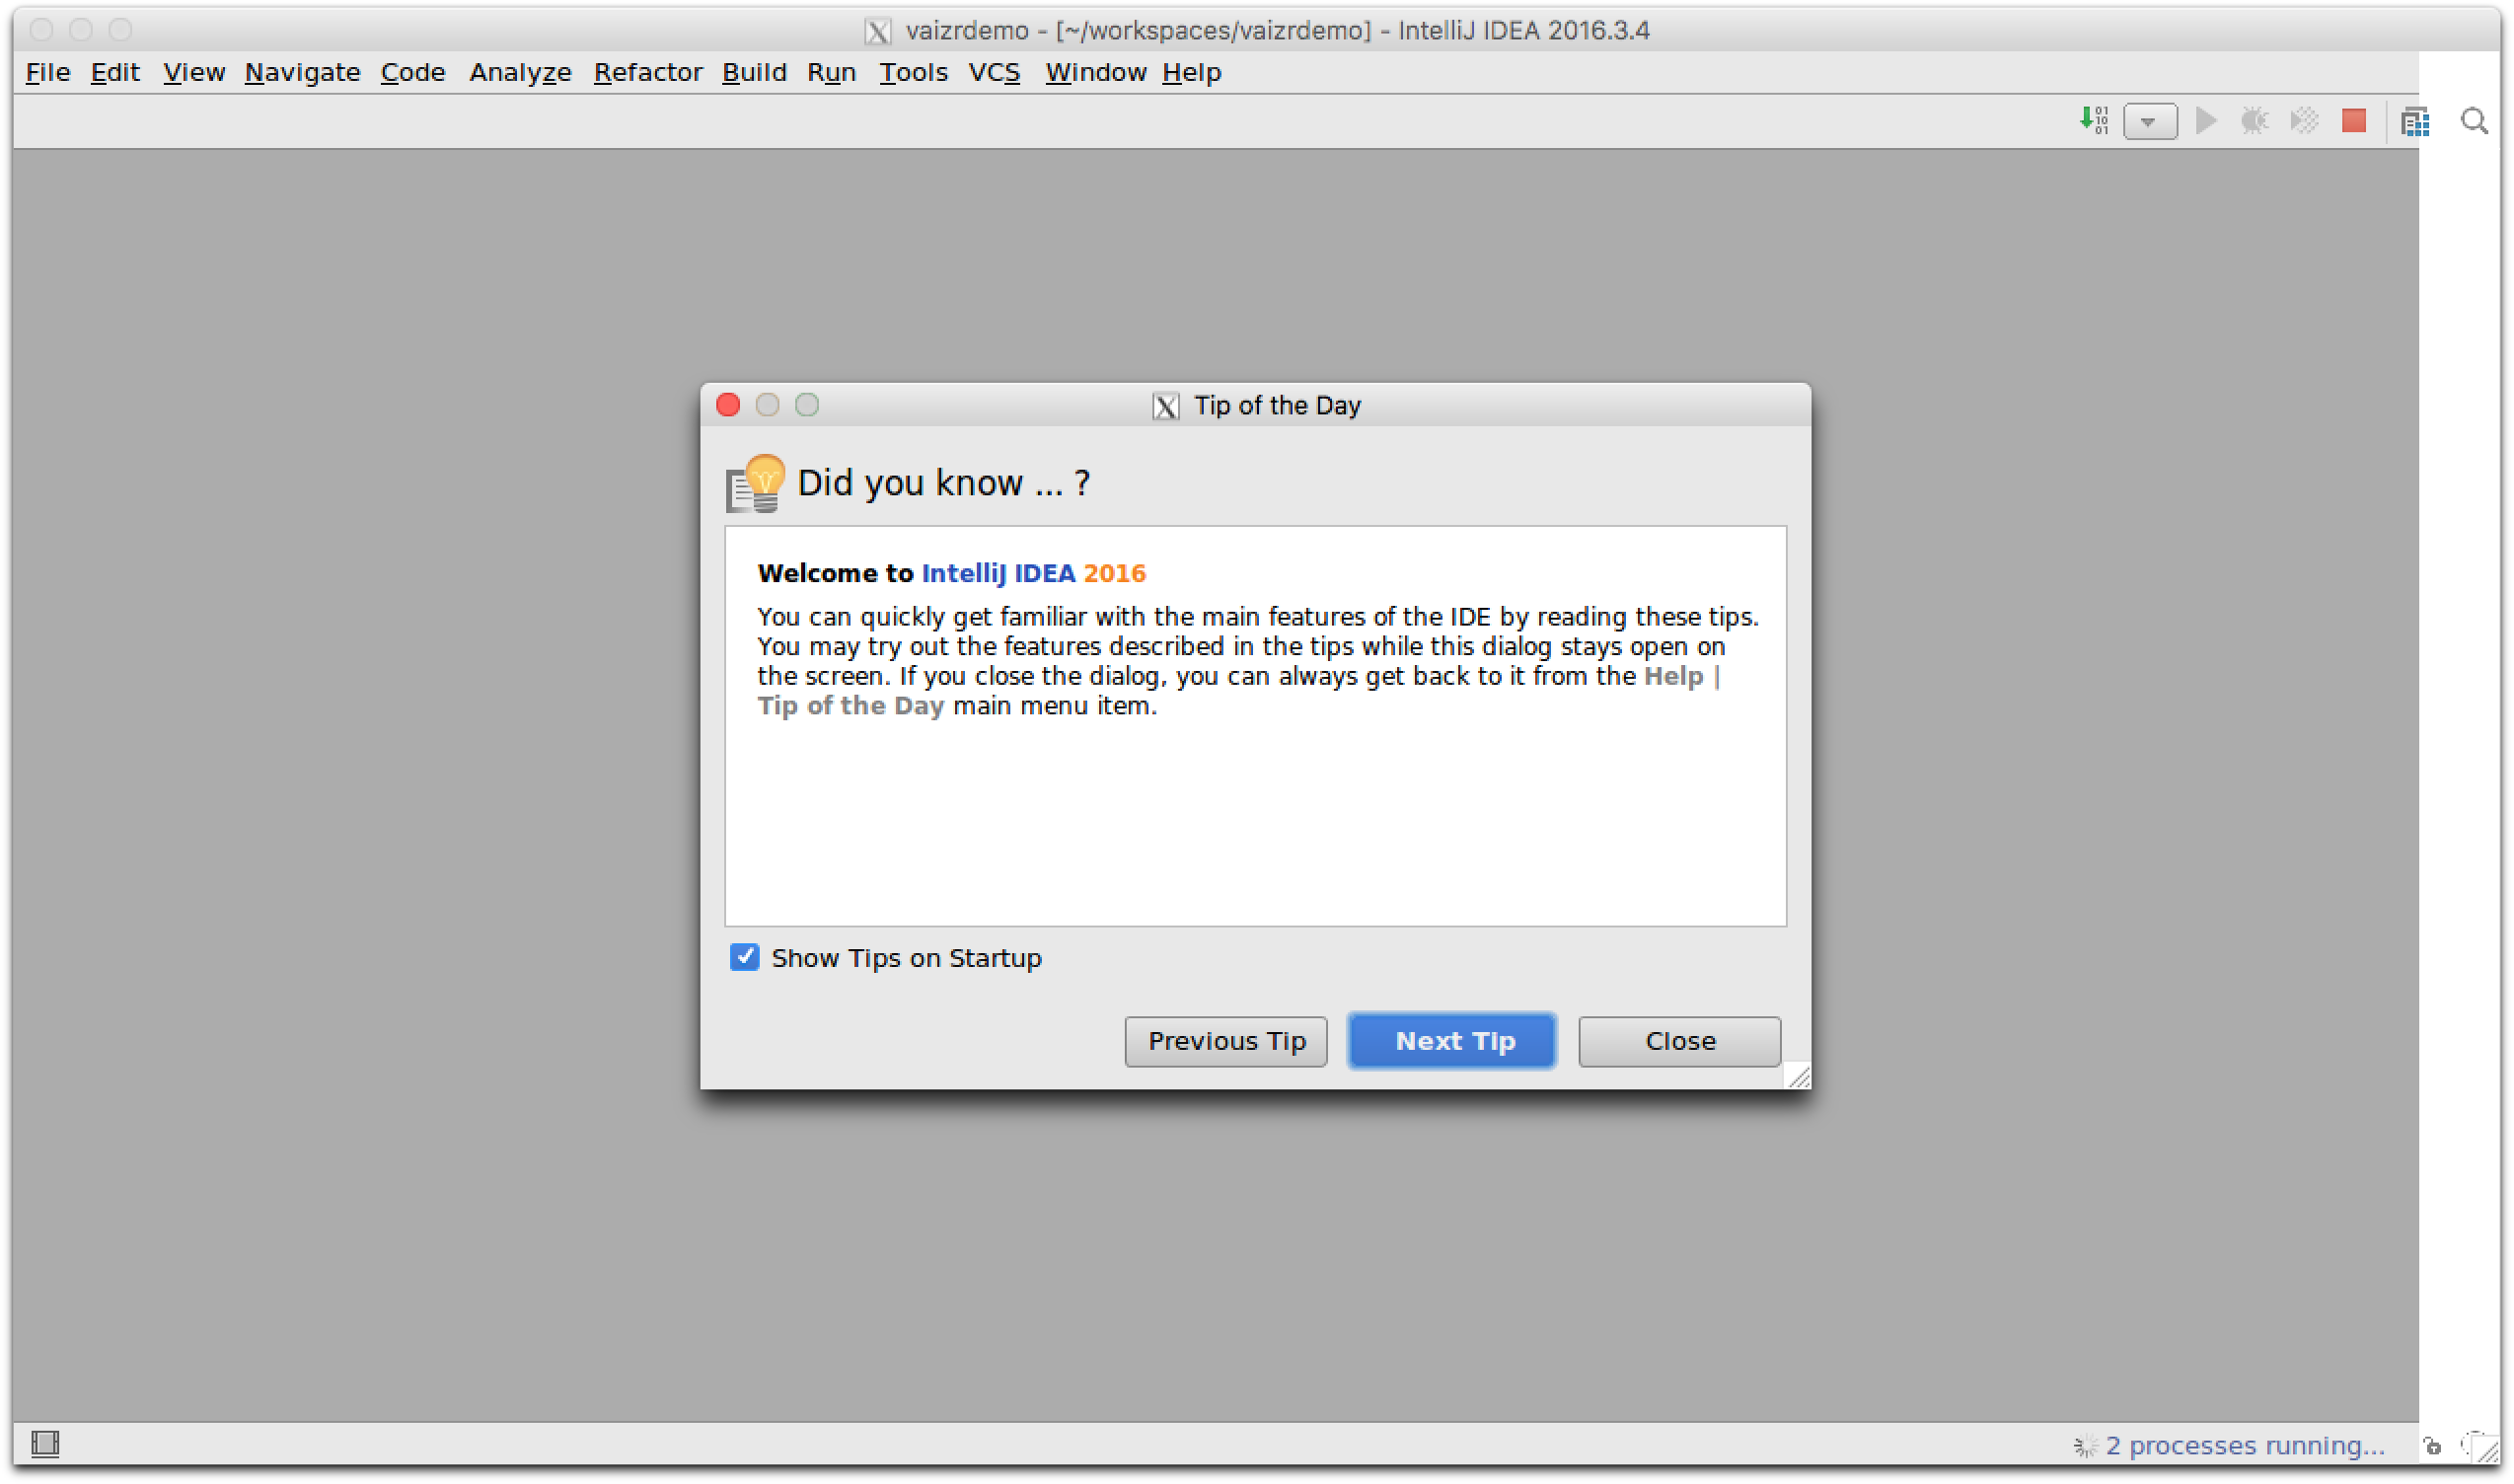 vaizrdemo - [~/workspaces/vaizrdemo] - IntelliJ IDEA 2016.3.4
File Edit View Navigate Code Analyze Refactor Build Run Tools VCS Window Help
Tip of the Day
Did you know ... ?
Welcome to IntelliJ IDEA 2016
You can quickly get familiar with the main features of the IDE by reading these tips.
You may try out the features described in the tips while this dialog stays open on
the screen. If you close the dialog, you can always get back to it from the Help |
Tip of the Day main menu item.
Show Tips on Startup
Previous Tip Next Tip Close
2 processes running...